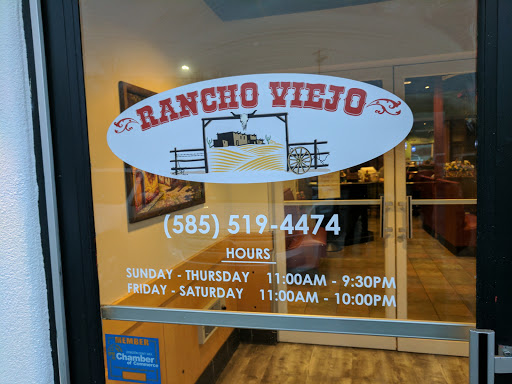 RANCHO VIEJO
(585) 519-4474
HOURS
SUNDAY - THURSDAY 11:00AM - 9:30PM
FRIDAY - SATURDAY 11:00AM - 10:00PM
MEMBER
Chamber
of Commerce